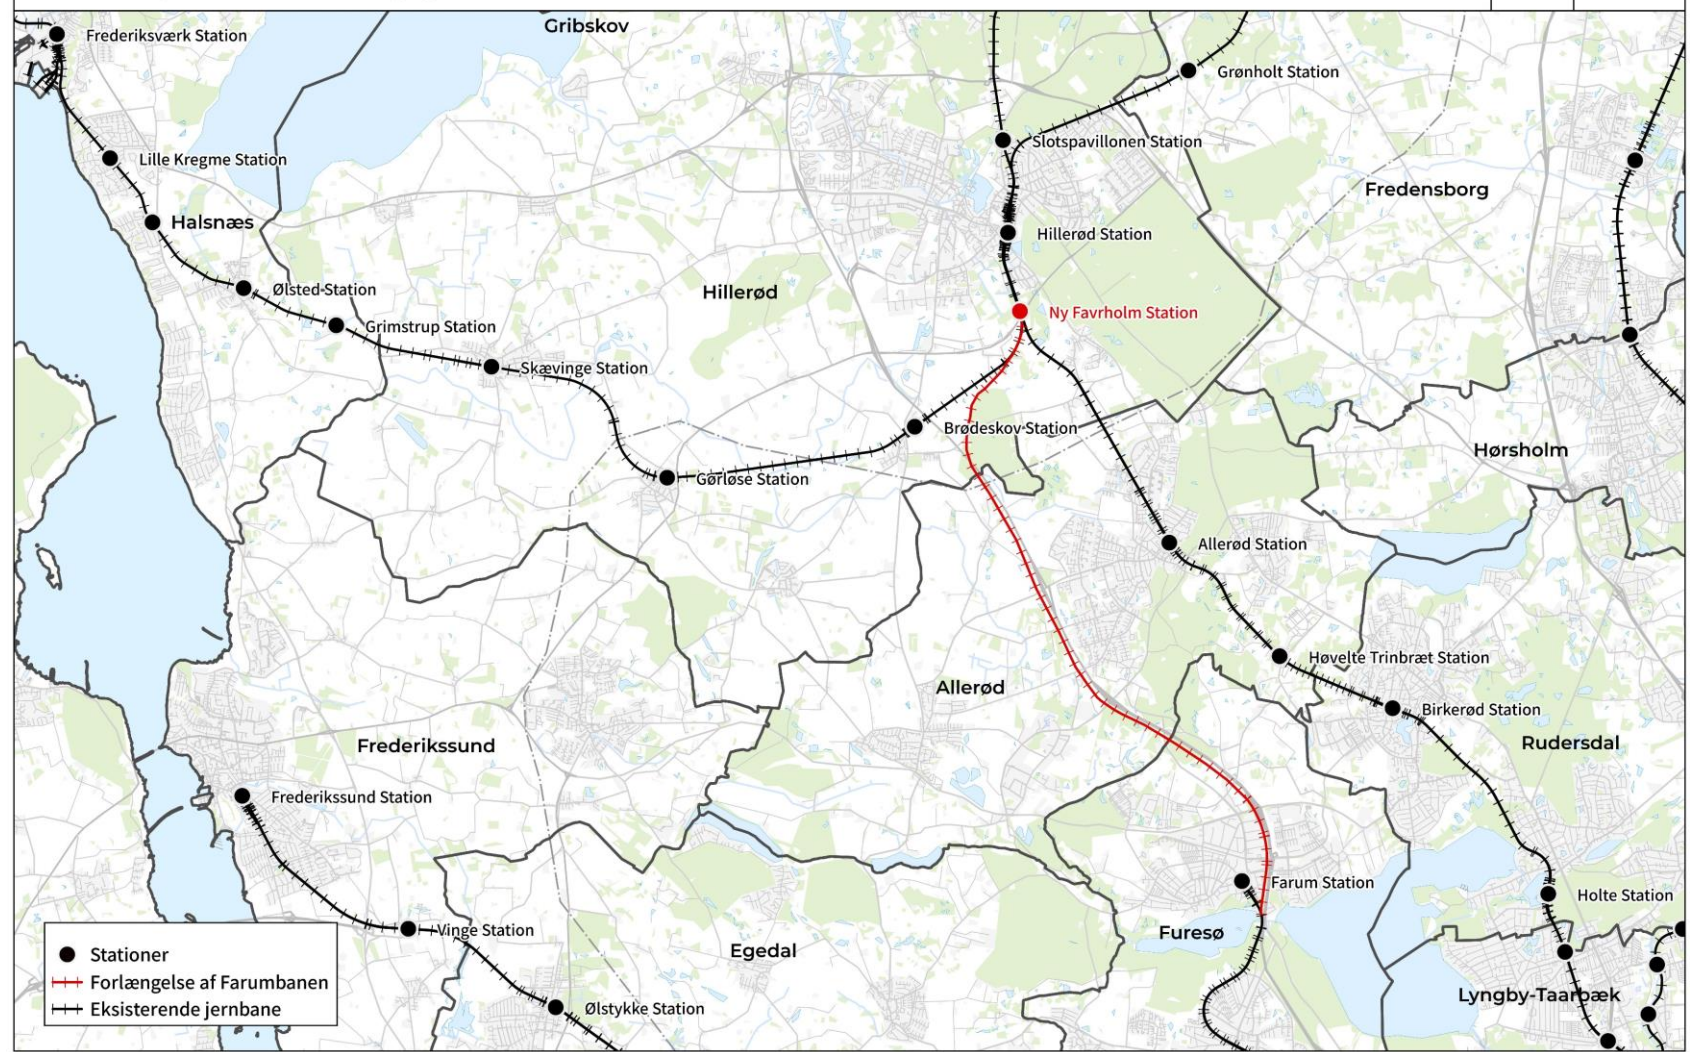 Gribskov
Frederiksværk Station
Grønholt Station
Slotspavillonen Station
Lille Kregme Station
Fredensborg
Halsnæs
Hillerød Station
Ølsted Station
Hillerød
Ny Favrholm Station
Grimstrup Station
Skævinge Station
Brødeskov Station
Hørsholm
Gørløse Station
Allerød Station
Høvelte Trinbræt Station
Allerød
Birkerød Station
Rudersdal
Frederikssund
Frederikssund Station
Farum Station
Holte Station
Vinge Station
Furesø
Egedal
Lyngby-Taarbæk
Ølstykke Station
Stationer
Forlængelse af Farumbanen
Eksisterende jernbane